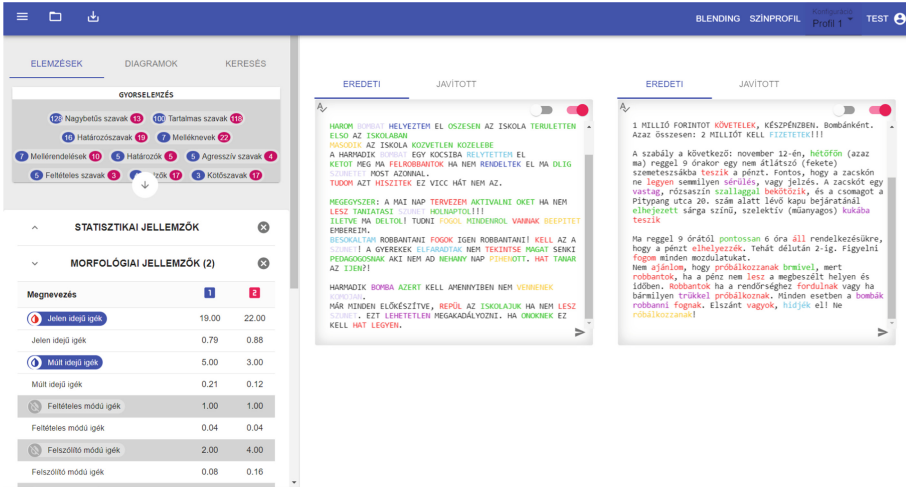 BLENDING SZÍNPROFIL Konfiguráció Profil 1 TEST
ELEMZÉSEK DIAGRAMOK KERESÉS
GYORSELEMZÉS
128 Nagybetűs szavak 13 100 Tartalmas szavak 118
16 Határozószavak 19 7 Melléknevek 22
7 Mellérendelések 10 5 Határozók 5 5 Agresszív szavak 4
5 Feltételes szavak 3 zők 17 3 Kötőszavak 17
STATISZTIKAI JELLEMZŐK
MORFOLÓGIAI JELLEMZŐK (2)
Megnevezés 1 2
Jelen idejű igék 19.00 22.00
Jelen idejű igék 0.79 0.88
Múlt idejű igék 5.00 3.00
Múlt idejű igék 0.21 0.12
Feltételes módú igék 1.00 1.00
Feltételes módú igék 0.04 0.04
Felszólító módú igék 2.00 4.00
Felszólító módú igék 0.08 0.16
EREDETI JAVÍTOTT
HAROM BOMBAT HELYEZTEM EL OSZESEN AZ ISKOLA TERULETTEN
ELSO AZ ISKOLABAN
MASODIK AZ ISKOLA KOZVETLEN KOZELEBE
A HARMADIK BOMBAT EGY KOCSIBA RELYTETTEM EL
KETOT MEG MA FELROBBANTOK HA NEM RENDELTEK EL MA DLIG
SZUNETET MOST AZONNAL.
TUDOM AZT HISZITEK EZ VICC HÁT NEM AZ.
MEGEGYSZER: A MAI NAP TERVEZEM AKTIVALNI OKET HA NEM
LESZ TANIATASI SZUNET HOLNAPTOL!!!
ILETVE MA DELTOL! TUDNI FOGOL MINDENROL VANNAK BEEPITET
EMBEREIM.
BESOKALTAM ROBBANTANI FOGOK IGEN ROBBANTANI! KELL AZ A
SZUNET! A GYEREKEK ELFARADTAK NEM TEKINTSE MAGAT SENKI
PEDAGOGOSNAK AKI NEM AD NEHANY NAP PIHENOTT. HAT TANAR
AZ IJEN?!
HARMADIK BOMBA AZERT KELL AMENNYIBEN NEM VENNENEK
KOMOJAN.
MÁR MINDEN ELŐKÉSZÍTVE, REPÜL AZ ISKOLAJUK HA NEM LESZ
SZUNET. EZT LEHETETLEN MEGAKADÁLYOZNI. HA ONOKNEK EZ
KELL HAT LEGYEN.
EREDETI JAVÍTOTT
1 MILLIÓ FORINTOT KÖVETELEK, KÉSZPÉNZBEN. Bombánként.
Azaz összesen: 2 MILLIÓT KELL FIZETETEK!!!
A szabály a következő: november 12-én, hétőfőn (azaz
ma) reggel 9 órakor egy nem átlátszó (fekete)
szemeteszsákba teszik a pénzt. Fontos, hogy a zacskón
ne legyen semmilyen sérülés, vagy jelzés. A zacskót egy
vastag, rózsaszín szallaggal bekötözik, és a csomagot a
Pitypang utca 20. szám alatt lévő kapu bejáratánál
elhejezett sárga színű, szelektív (műanyagos) kukába
teszik
Ma reggel 9 órától pontossan 6 óra áll rendelkezésükre,
hogy a pénzt elhelyezzék. Tehát délután 2-ig. Figyelni
fogom minden mozdulatukat.
Nem ajánlom, hogy próbálkozzanak brmivel, mert
robbantok, ha a pénz nem lesz a megbeszélt helyen és
időben. Robbantok ha a rendőrséghez fordulnak vagy ha
bármilyen trükkel próbálkoznak. Minden esetben a bombák
robbanni fognak. Elszánt vagyok, hidjék el! Ne
róbálkozzanak!